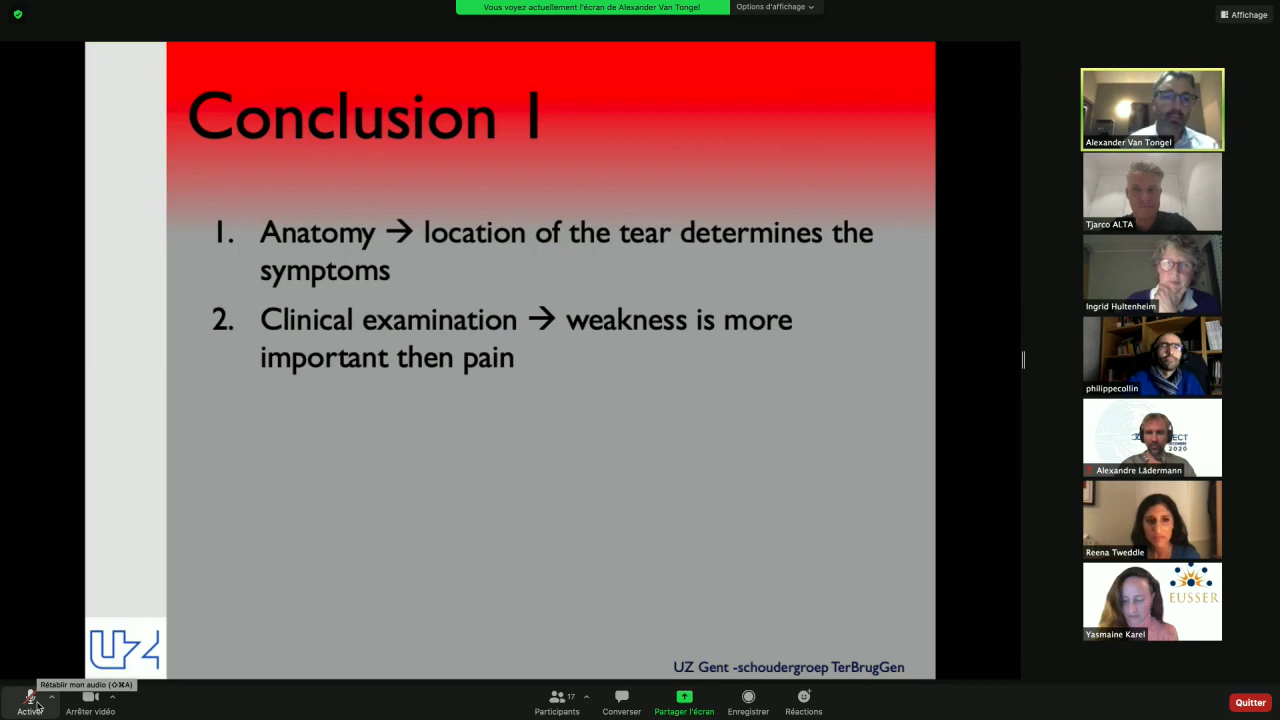 Vous voyez actuellement l'écran de Alexander Van Tongel
Options d'affichage
Affichage
Conclusion 1
1. Anatomy → location of the tear determines the
symptoms
2. Clinical examination → weakness is more
important then pain
UZ
UZ Gent -schoudergroep TerBrugGen
Alexander Van Tongel
Tjarco ALTA
Ingrid Hultenheim
philippecollin
2020
Alexandre Lädermann
Reena Tweddle
EUSSER
Yasmaine Karel
Rétablir mon audio (⇧⌘A)
Activer
Arrêter vidéo
Participants
17
Converser
Partager l'écran
Enregistrer
Réactions
Quitter